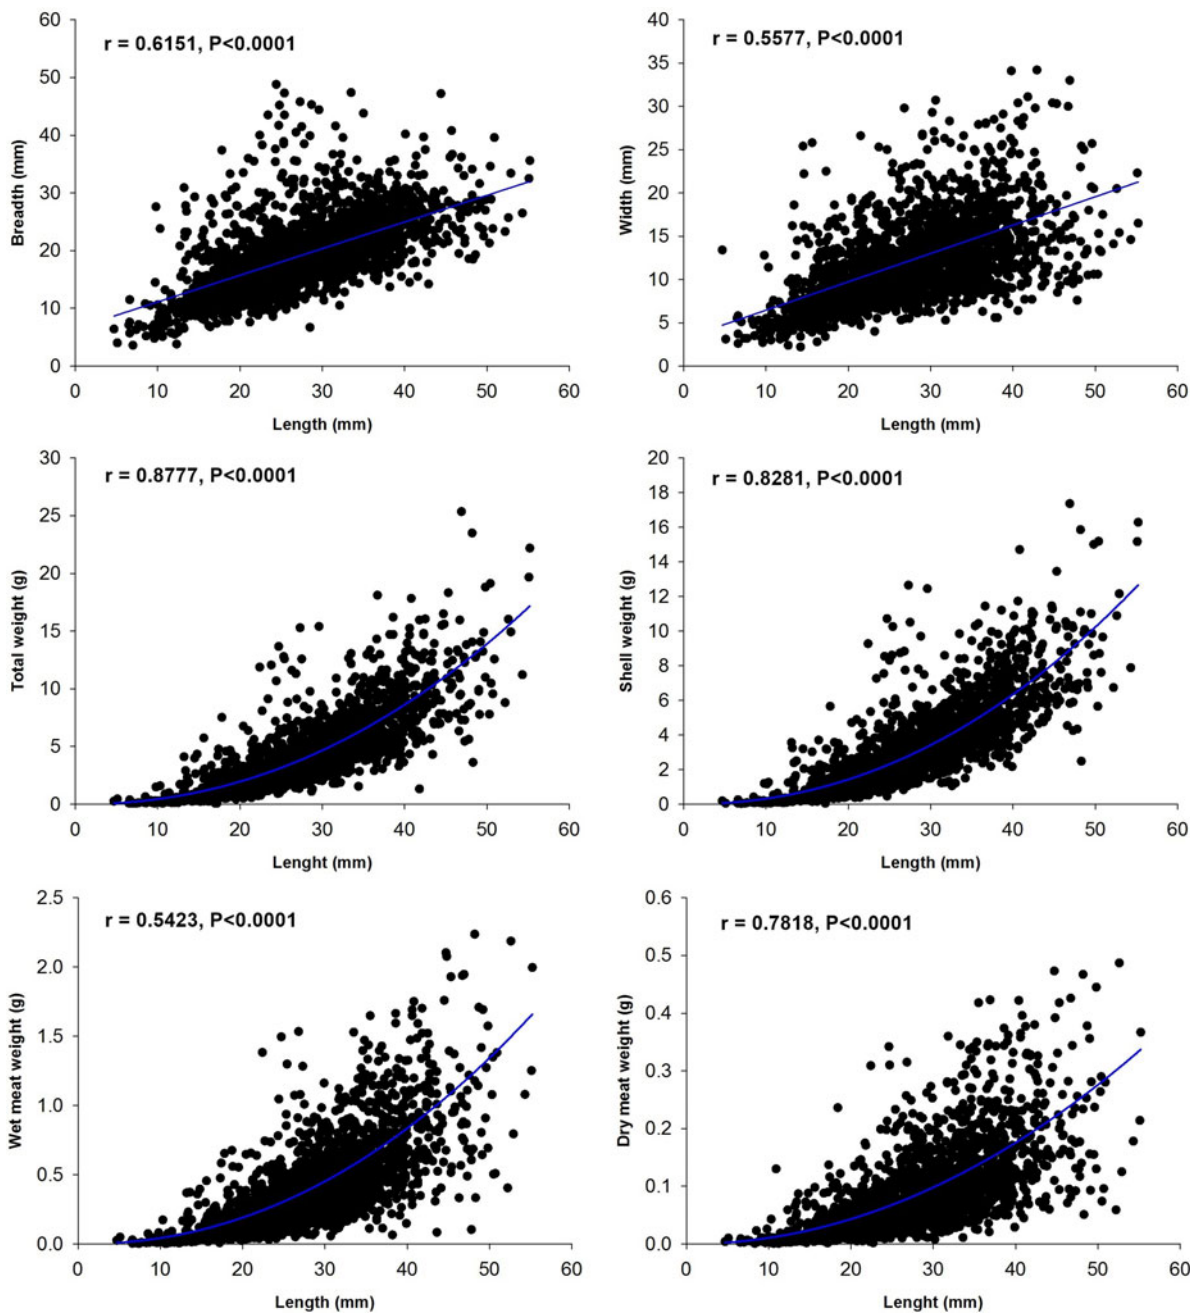 r = 0.6151, P<0.0001
Breadth (mm)
60
50
40
30
20
10
0
0 10 20 30 40 50 60
Length (mm)
r = 0.5577, P<0.0001
Width (mm)
40
35
30
25
20
15
10
5
0
0 10 20 30 40 50 60
Length (mm)
r = 0.8777, P<0.0001
Total weight (g)
30
25
20
15
10
5
0
0 10 20 30 40 50 60
Lenght (mm)
r = 0.8281, P<0.0001
Shell weight (g)
20
18
16
14
12
10
8
6
4
2
0
0 10 20 30 40 50 60
Length (mm)
r = 0.5423, P<0.0001
Wet meat weight (g)
2.5
2.0
1.5
1.0
0.5
0.0
0 10 20 30 40 50 60
Length (mm)
r = 0.7818, P<0.0001
Dry meat weight (g)
0.6
0.5
0.4
0.3
0.2
0.1
0.0
0 10 20 30 40 50 60
Lenght (mm)